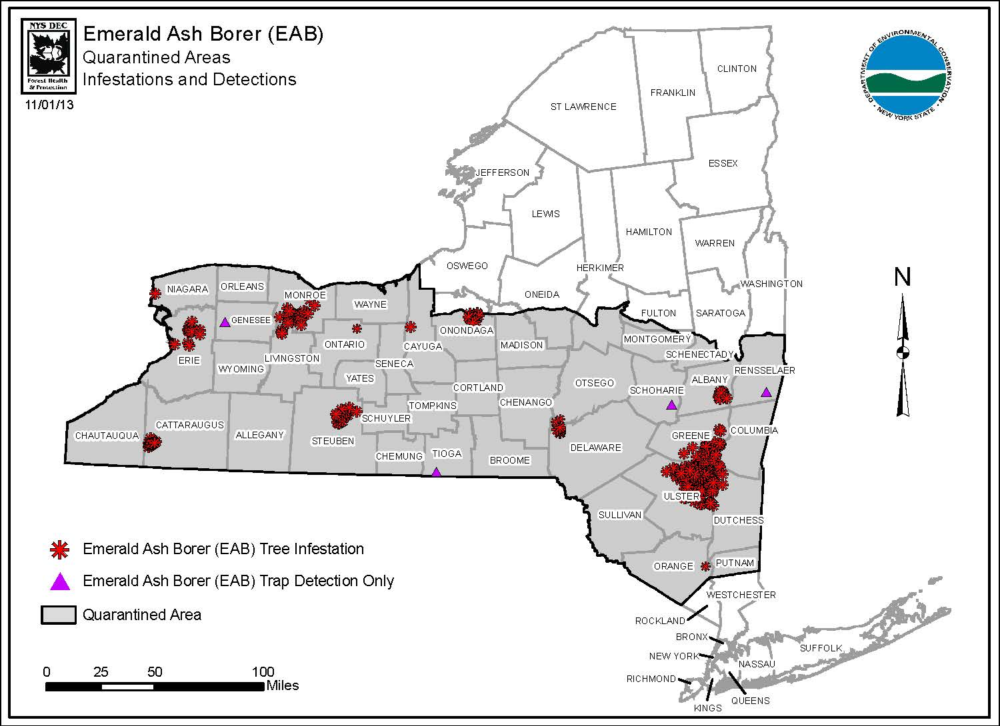 NYS DEC
Forest Health
& Protection
11/01/13
Emerald Ash Borer (EAB)
Quarantined Areas
Infestations and Detections
DEPARTMENT OF ENVIRONMENTAL CONSERVATION
• NEW YORK STATE •
CLINTON
FRANKLIN
ST LAWRENCE
ESSEX
JEFFERSON
LEWIS
HAMILTON
WARREN
OSWEGO
HERKIMER
WASHINGTON
ONEIDA
FULTON
SARATOGA
NIAGARA
ORLEANS
MONROE
WAYNE
GENESEE
ONONDAGA
ONTARIO
CAYUGA
MADISON
MONTGOMERY
SCHENECTADY
ERIE
LIVINGSTON
SENECA
WYOMING
RENSSELAER
YATES
OTSEGO
ALBANY
CORTLAND
SCHOHARIE
CHENANGO
TOMPKINS
SCHUYLER
CATTARAUGUS
CHAUTAUQUA
ALLEGANY
STEUBEN
GREENE
COLUMBIA
DELAWARE
CHEMUNG
TIOGA
BROOME
ULSTER
SULLIVAN
DUTCHESS
ORANGE
PUTNAM
WESTCHESTER
ROCKLAND
BRONX
NEW YORK
SUFFOLK
NASSAU
RICHMOND
KINGS
QUEENS
N
Emerald Ash Borer (EAB) Tree Infestation
Emerald Ash Borer (EAB) Trap Detection Only
Quarantined Area
0 25 50 100
Miles